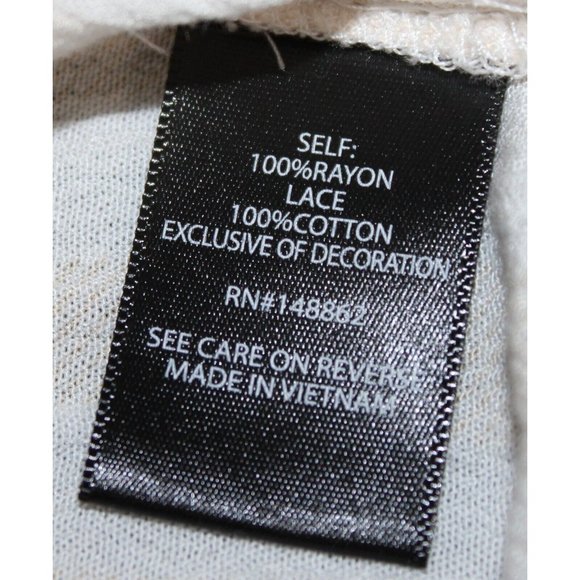 SELF:
100%RAYON
LACE
100%COTTON
EXCLUSIVE OF DECORATION
RN#148862
SEE CARE ON REVERSE
MADE IN VIETNAM